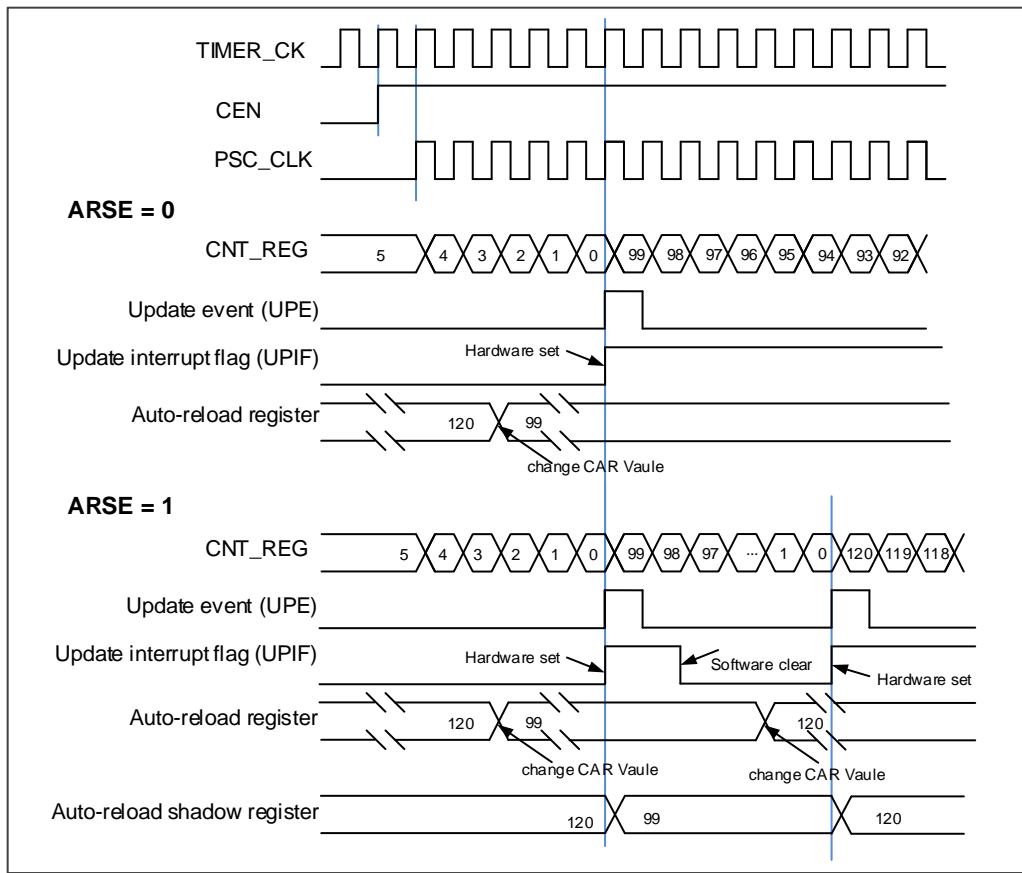 TIMER_CK
CEN
PSC_CLK
ARSE = 0
CNT_REG 5 4 3 2 1 0 99 98 97 96 95 94 93 92
Update event (UPE)
Update interrupt flag (UPIF) Hardware set
Auto-reload register 120 99
change CAR Vaule
ARSE = 1
CNT_REG 5 4 3 2 1 0 99 98 97 ... 1 0 120 119 118
Update event (UPE)
Update interrupt flag (UPIF) Hardware set Software clear Hardware set
Auto-reload register 120 99 120
change CAR Vaule change CAR Vaule
Auto-reload shadow register 120 99 120